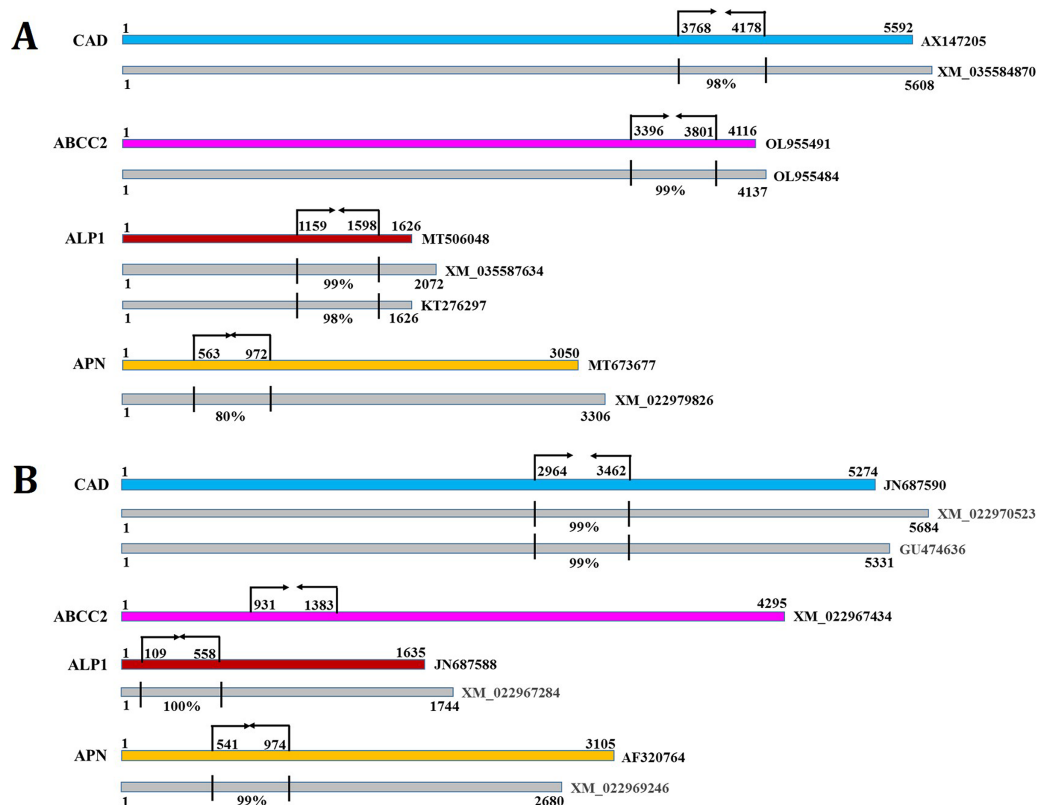 A
1 3768 4178 5592
CAD AX147205
XM_035584870
1 98% 5608
1 3396 3801 4116
ABCC2 OL955491
OL955484
1 99% 4137
1 1159 1598 1626
ALP1 MT506048
XM_035587634
1 99% 2072
KT276297
1 98% 1626
1 563 972 3050
APN MT673677
XM_022979826
1 80% 3306
B
1 2964 3462 5274
CAD JN687590
XM_022970523
1 99% 5684
GU474636
1 99% 5331
1 931 1383 4295
ABCC2 XM_022967434
1 109 558 1635
ALP1 JN687588
XM_022967284
1 100% 1744
1 541 974 3105
APN AF320764
XM_022969246
1 99% 2680